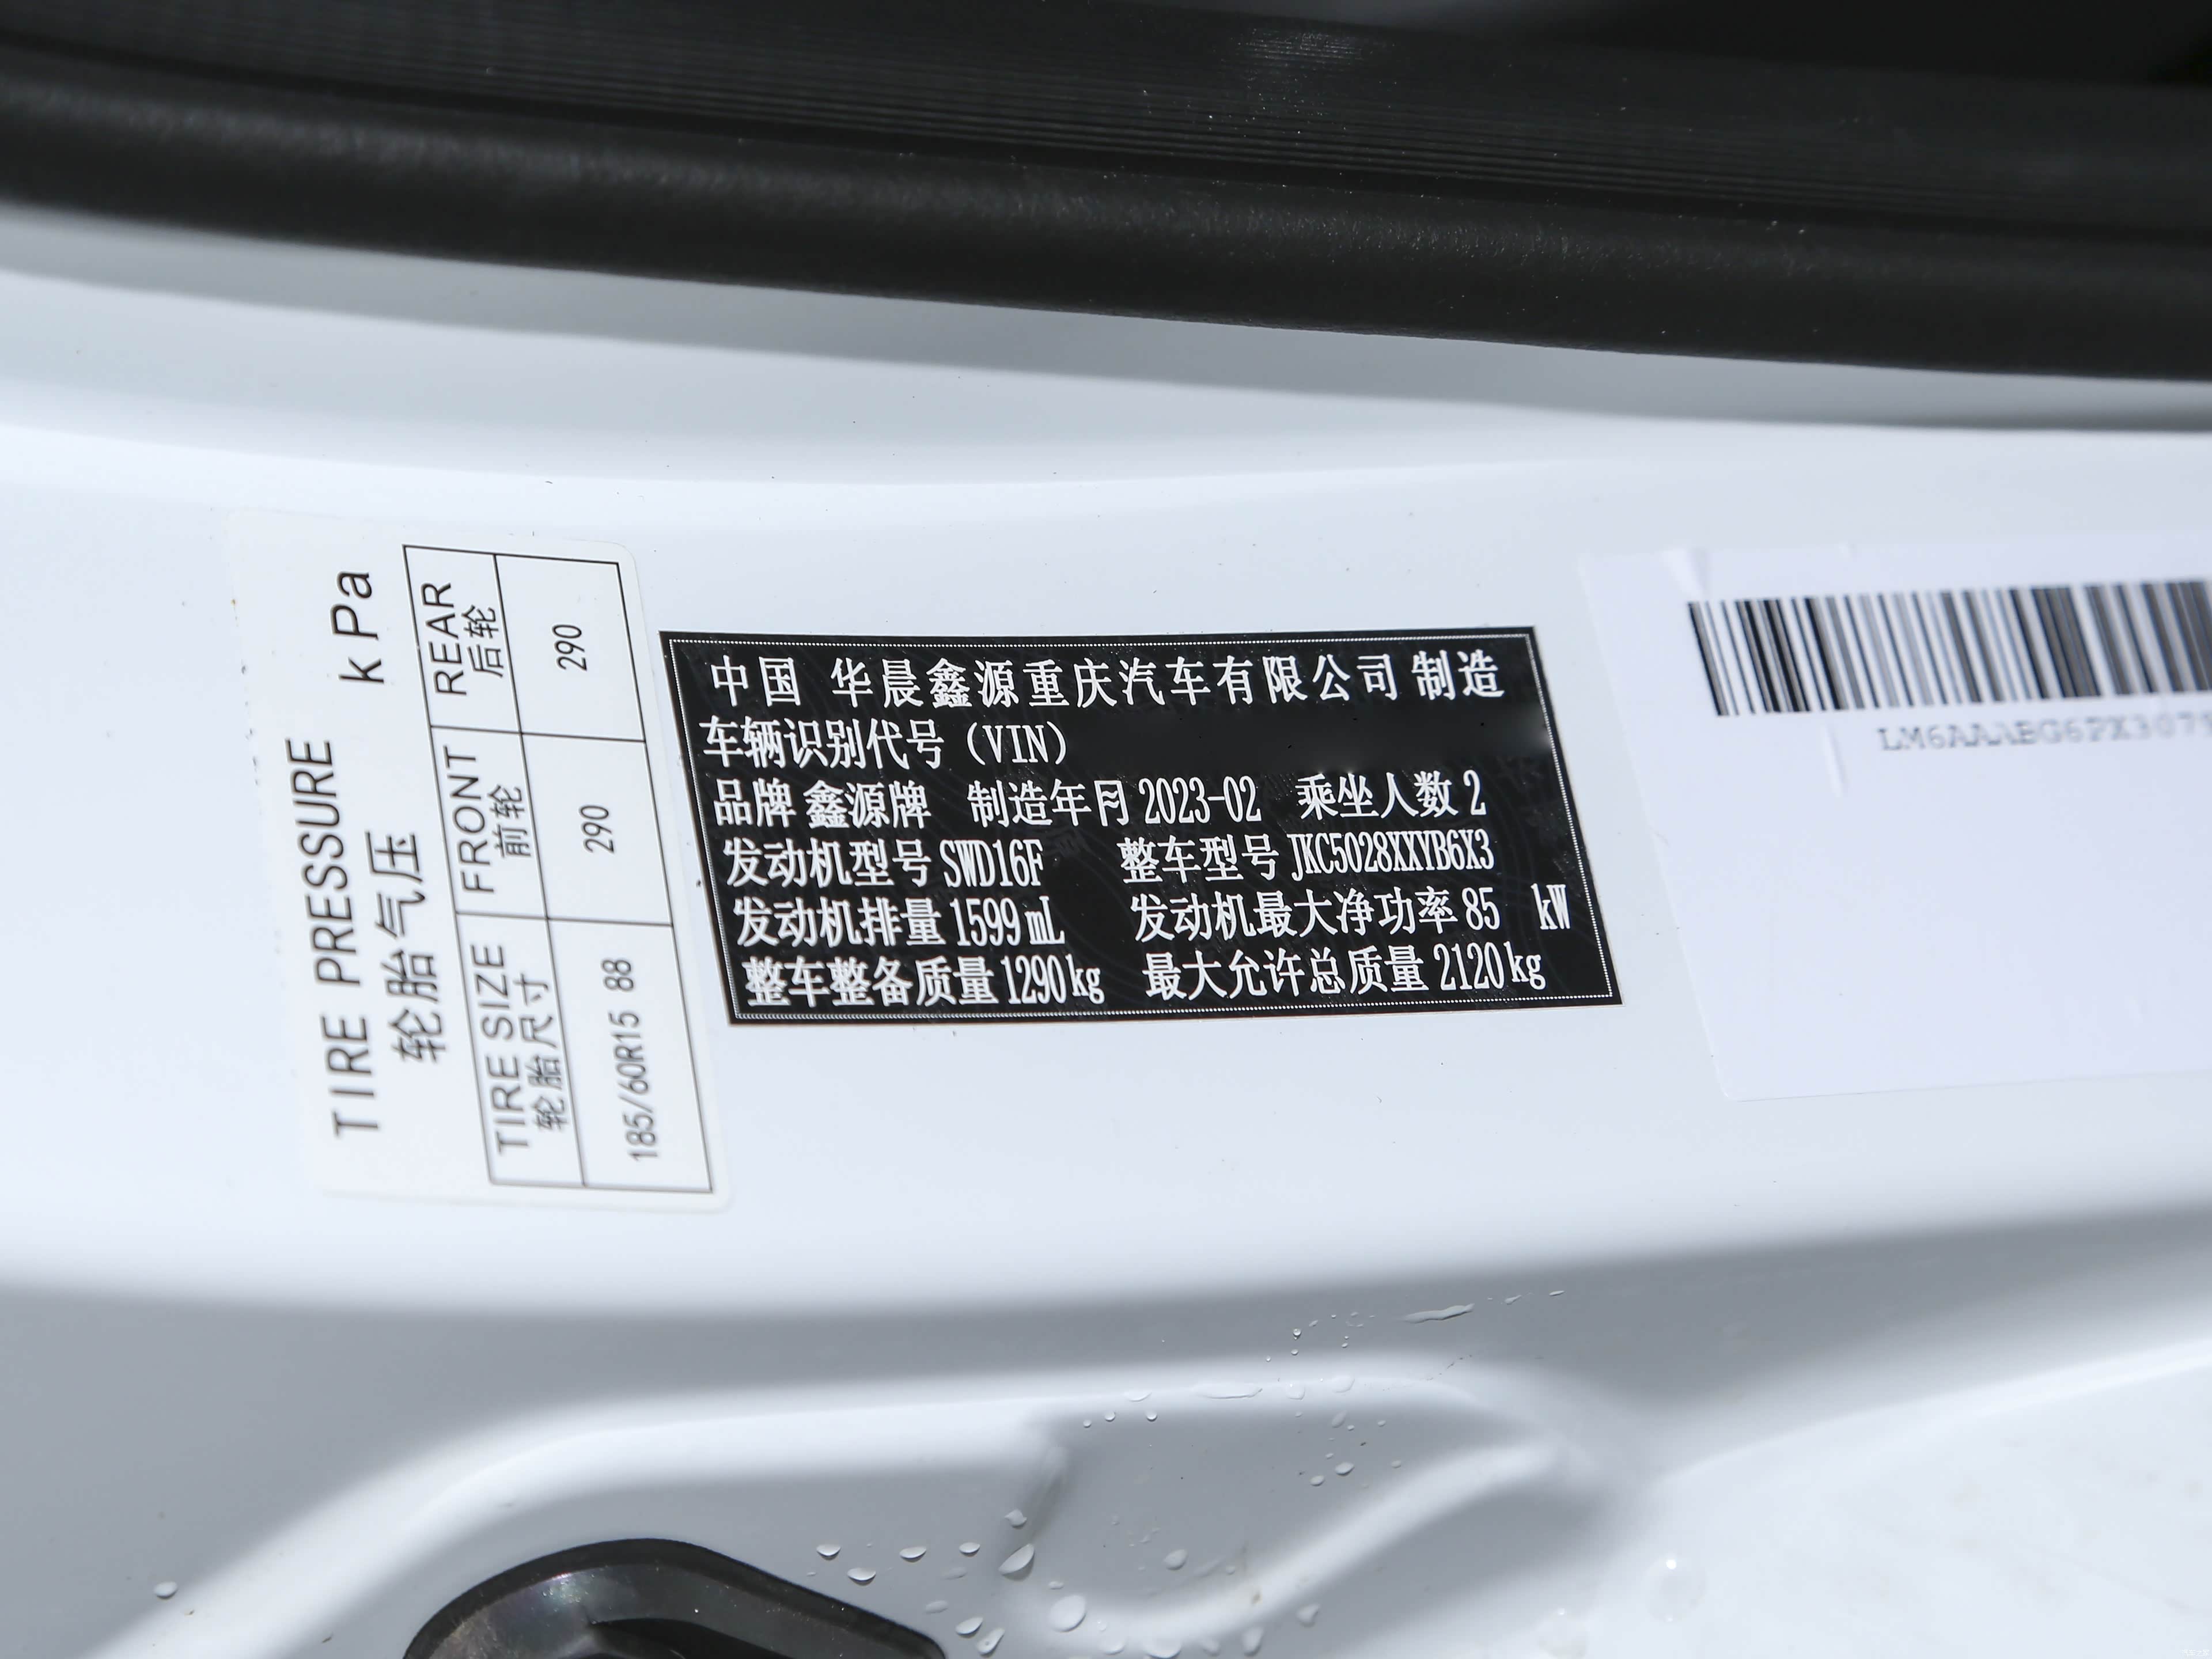 TIRE PRESSURE k Pa
轮胎气压
TIRE SIZE FRONT REAR
轮胎尺寸 前轮 后轮
185/60R15 88 290 290
中国 华晨鑫源重庆汽车有限公司 制造
车辆识别代号（VIN）
品牌 鑫源牌 制造年月 2023-02 乘坐人数 2
发动机型号 SWD16F 整车型号 JKC5028XXYB6X3
发动机排量 1599 mL 发动机最大净功率 85 kW
整车整备质量 1290 kg 最大允许总质量 2120 kg